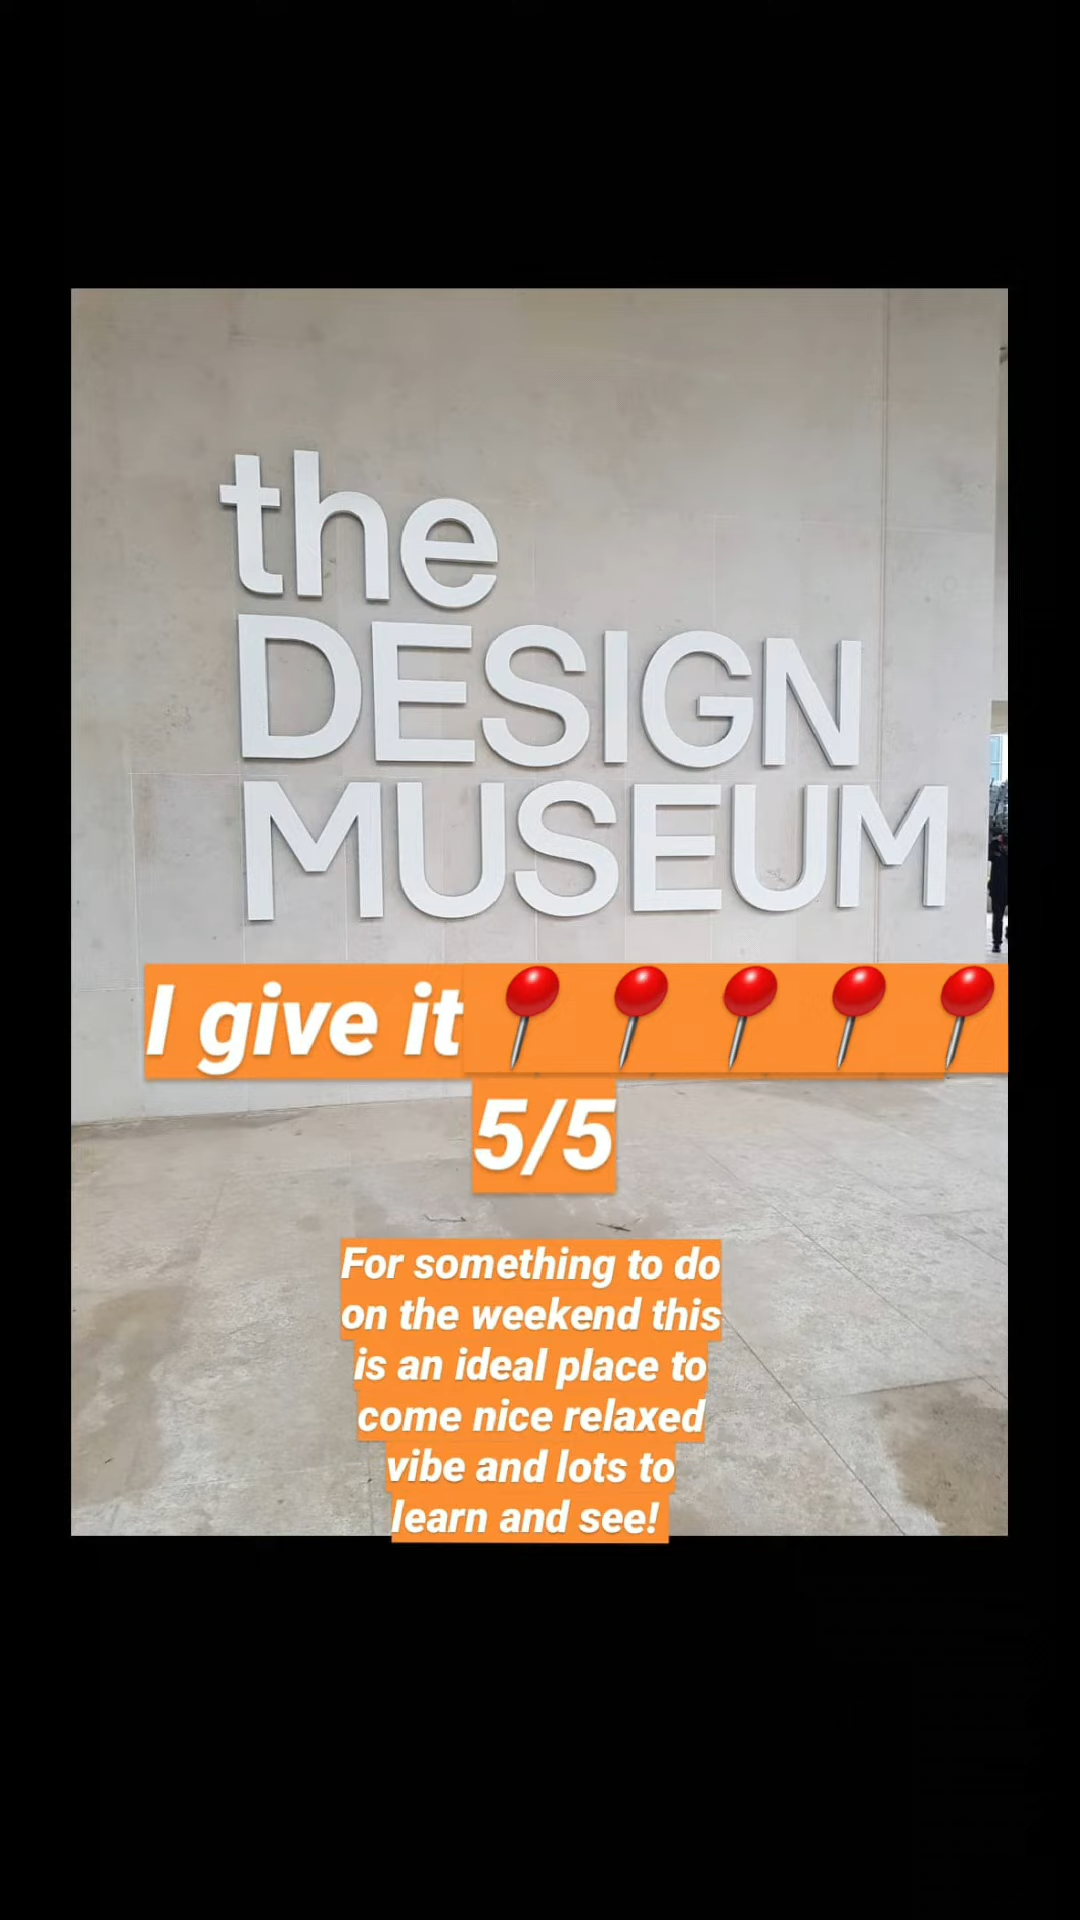 the
DESIGN
MUSEUM
I give it 📍 📍 📍 📍 📍
5/5
For something to do
on the weekend this
is an ideal place to
come nice relaxed
vibe and lots to
learn and see!